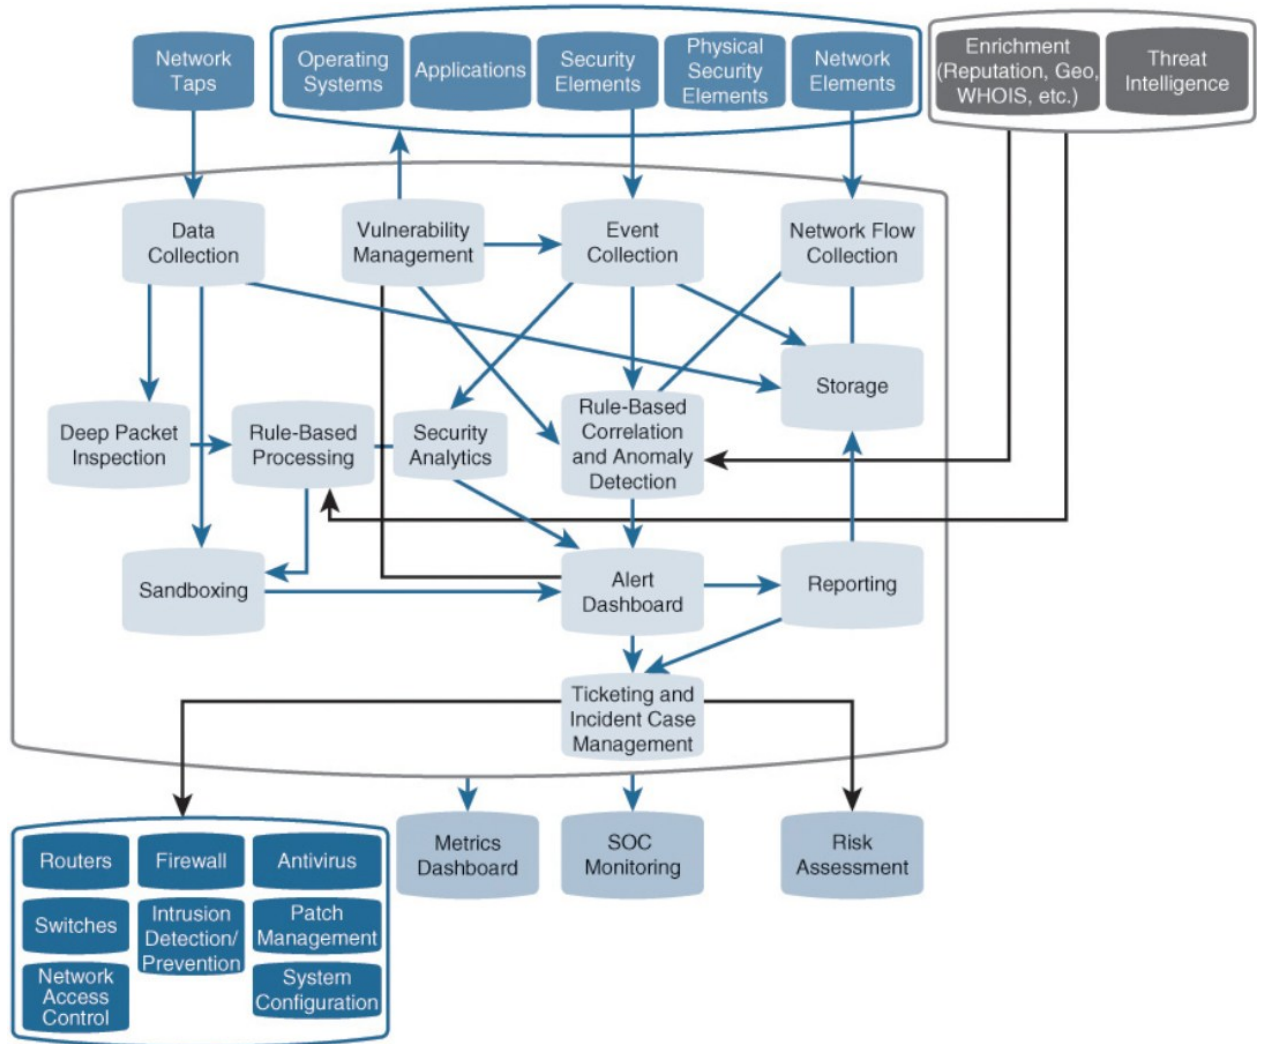 Network
Taps
Operating
Systems
Applications
Security
Elements
Physical
Security
Elements
Network
Elements
Enrichment
(Reputation, Geo,
WHOIS, etc.)
Threat
Intelligence
Data
Collection
Vulnerability
Management
Event
Collection
Network Flow
Collection
Storage
Deep Packet
Inspection
Rule-Based
Processing
Security
Analytics
Rule-Based
Correlation
and Anomaly
Detection
Sandboxing
Alert
Dashboard
Reporting
Ticketing and
Incident Case
Management
Routers
Firewall
Antivirus
Switches
Intrusion
Detection/
Prevention
Patch
Management
Network
Access
Control
System
Configuration
Metrics
Dashboard
SOC
Monitoring
Risk
Assessment